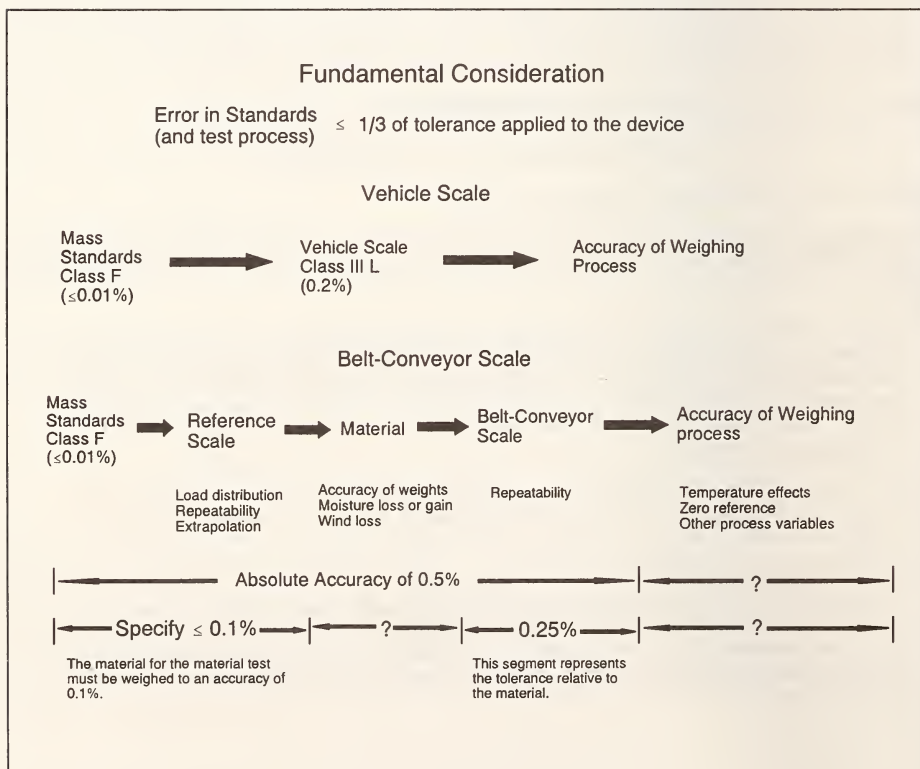 Fundamental Consideration
Error in Standards
(and test process) ≤ 1/3 of tolerance applied to the device
Vehicle Scale
Mass
Standards
Class F
(≤0.01%)
Vehicle Scale
Class III L
(0.2%)
Accuracy of Weighing
Process
Belt-Conveyor Scale
Mass
Standards
Class F
(≤0.01%)
Reference
Scale
Material
Belt-Conveyor
Scale
Accuracy of Weighing
process
Load distribution
Repeatability
Extrapolation
Accuracy of weights
Moisture loss or gain
Wind loss
Repeatability
Temperature effects
Zero reference
Other process variables
Absolute Accuracy of 0.5%
?
Specify ≤ 0.1%
?
0.25%
?
The material for the material test
must be weighed to an accuracy of
0.1%.
This segment represents
the tolerance relative to
the material.